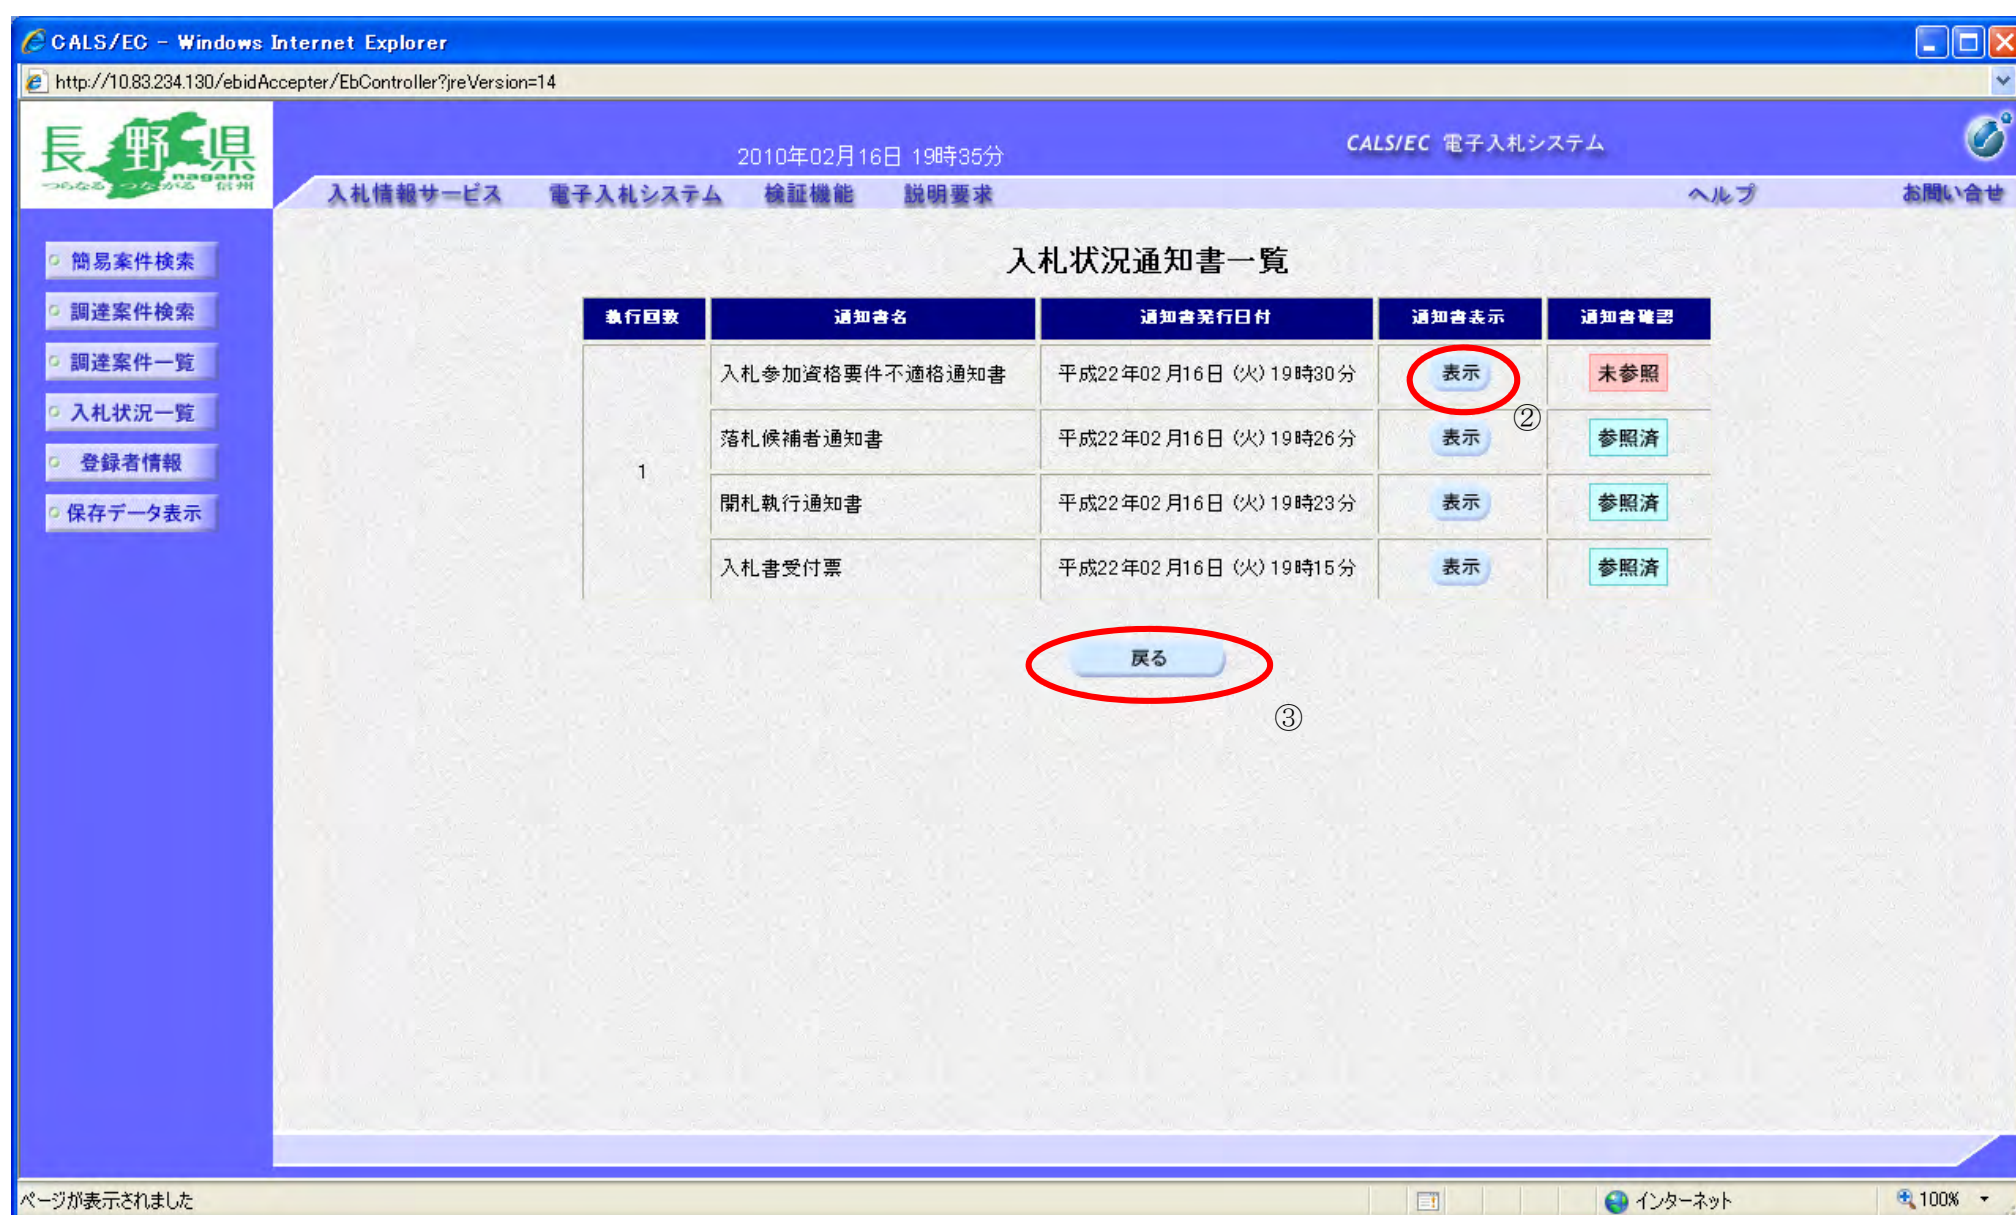 CALS/EC - Windows Internet Explorer
http://10.83.234.130/ebidAccepter/EbController?jreVersion=14
長野県
nagano
つらなる つながる 信州
2010年02月16日 19時35分
CALS/EC 電子入札システム
入札情報サービス 電子入札システム 検証機能 説明要求 ヘルプ お問い合せ
簡易案件検索
調達案件検索
調達案件一覧
入札状況一覧
登録者情報
保存データ表示
入札状況通知書一覧
執行回数 通知書名 通知書発行日付 通知書表示 通知書確認
1
入札参加資格要件不適格通知書 平成22年02月16日 (火) 19時30分 表示 未参照
②
落札候補者通知書 平成22年02月16日 (火) 19時26分 表示 参照済
開札執行通知書 平成22年02月16日 (火) 19時23分 表示 参照済
入札書受付票 平成22年02月16日 (火) 19時15分 表示 参照済
戻る
③
ページが表示されました インターネット 100%